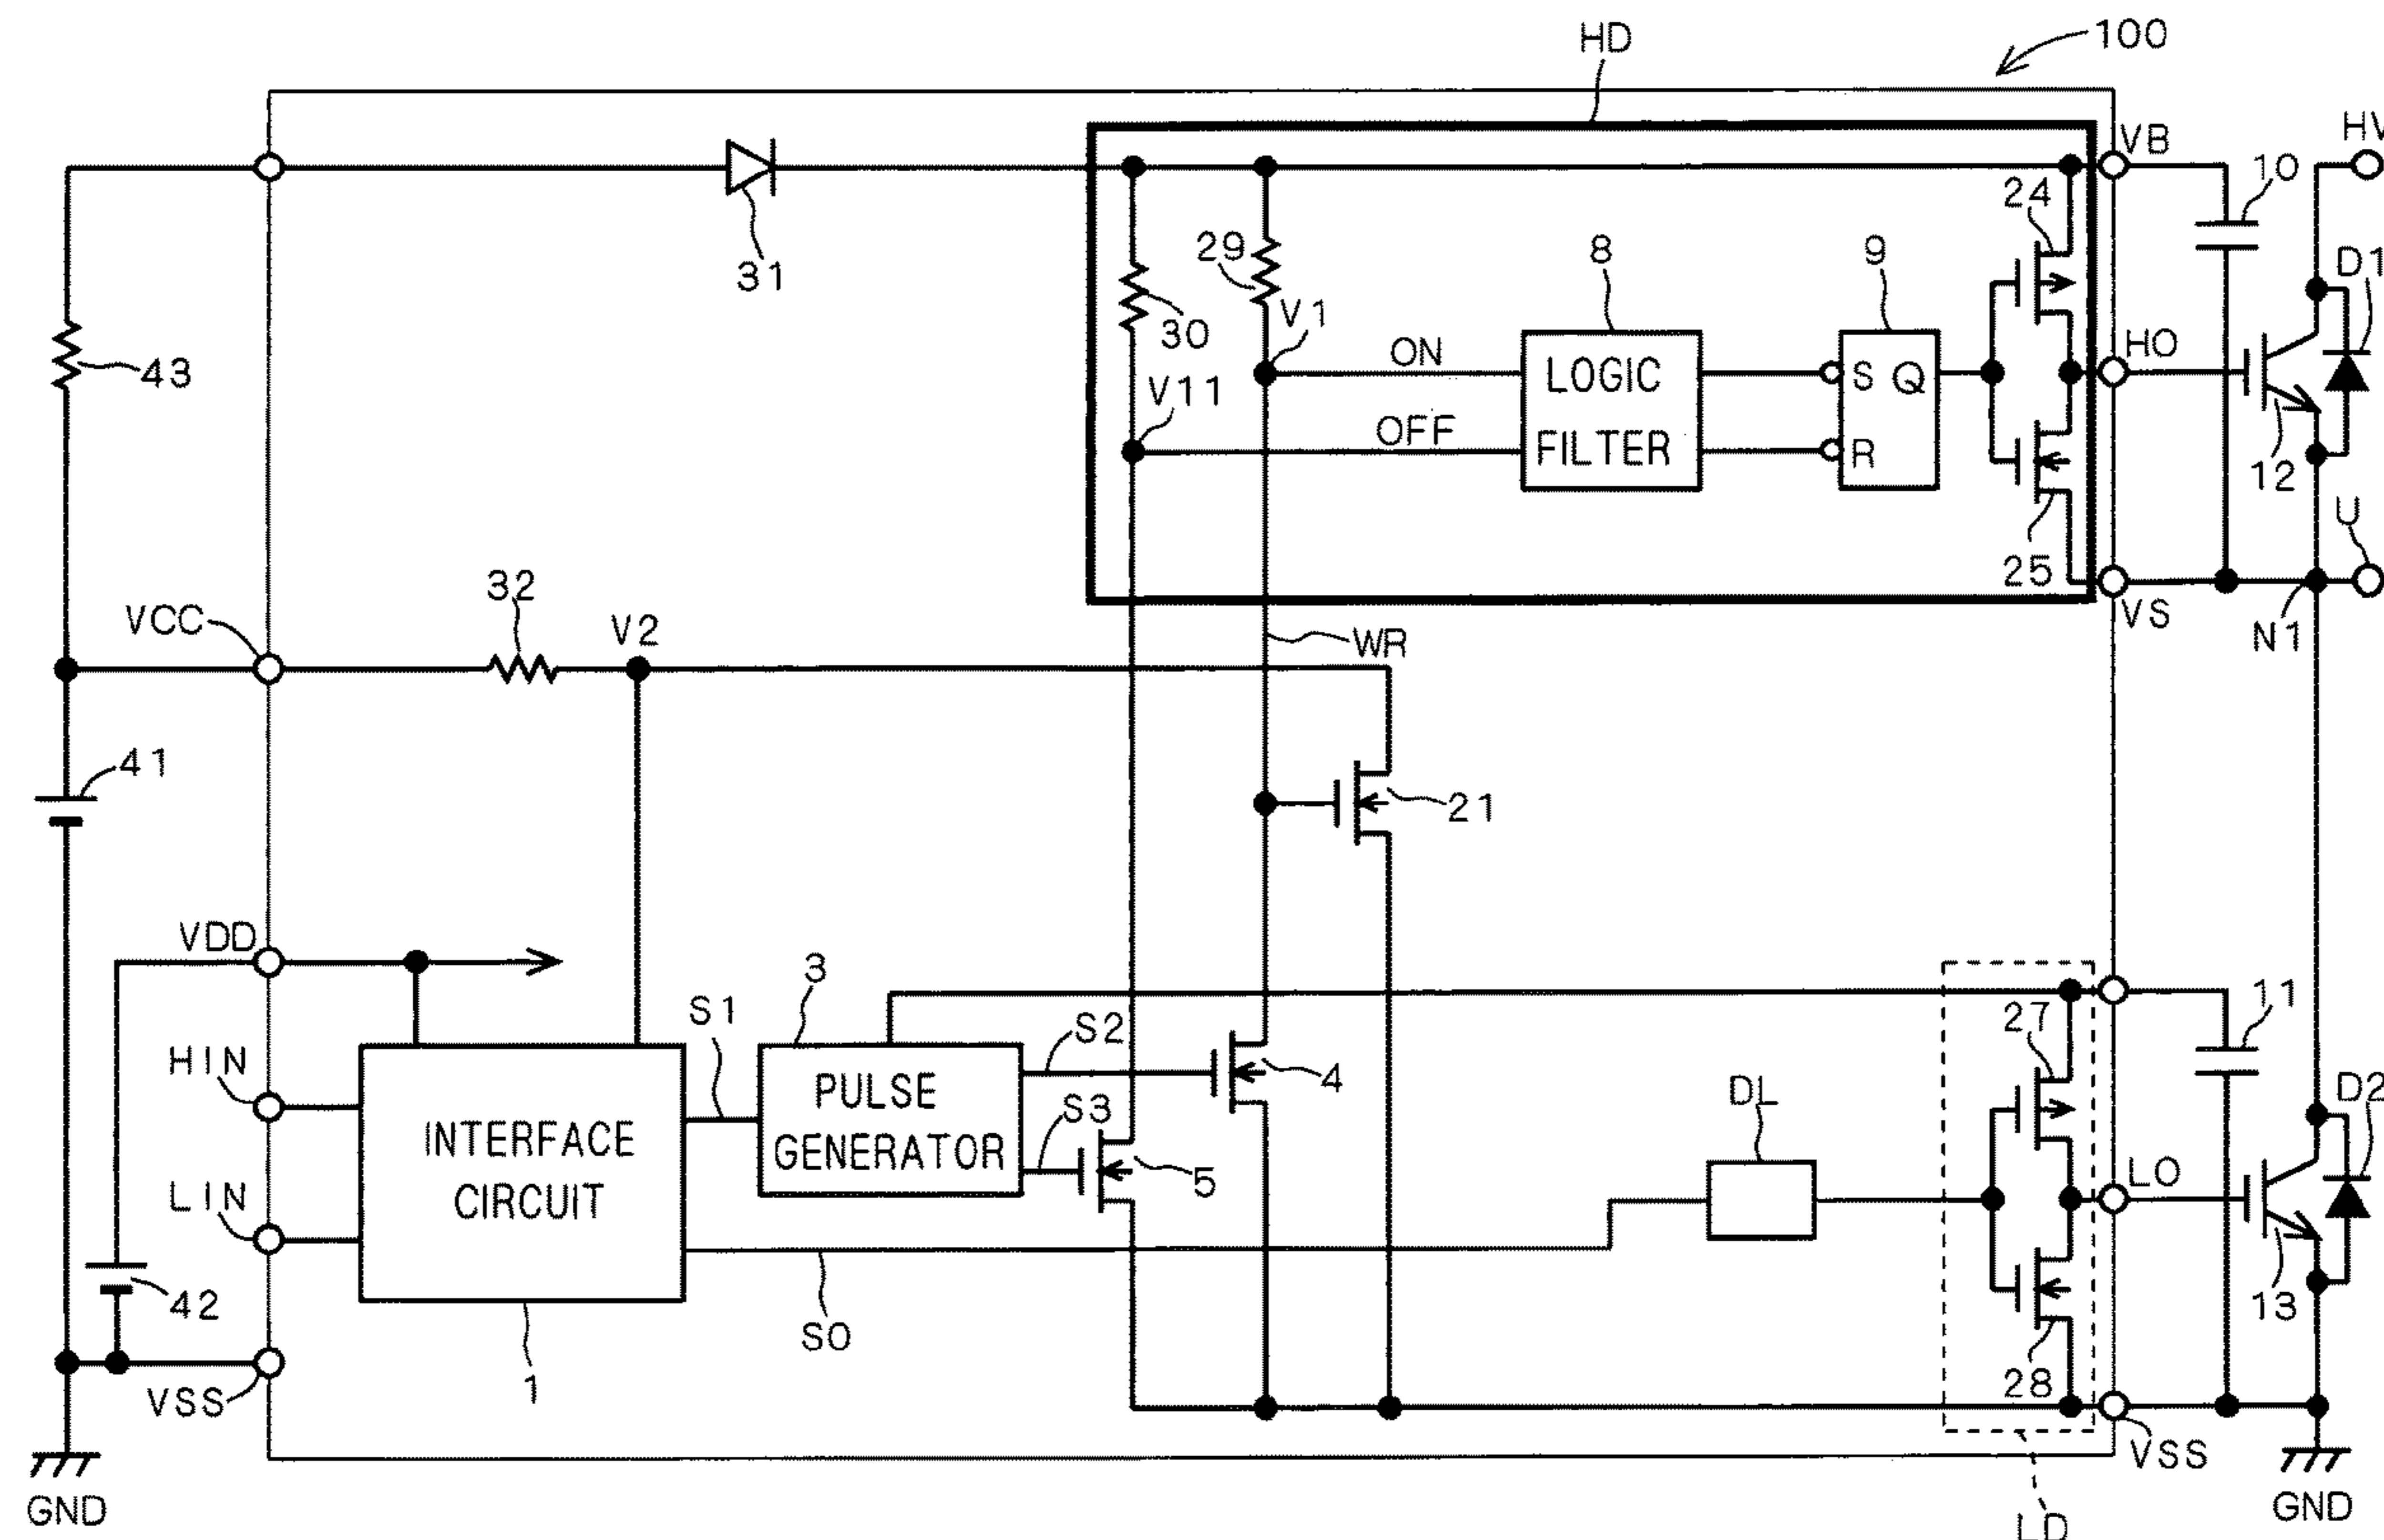 HD
100
VB
HV
31
24
10
29
8
9
D1
30
V1
ON
LOGIC
FILTER
S Q
R
HO
43
V11
OFF
12
25
U
VS
N1
VCC
32
V2
WR
41
21
VDD
3
S1
S2
27
11
HIN
INTERFACE
CIRCUIT
PULSE
GENERATOR
S3
4
DL
D2
LIN
5
LO
42
S0
13
VSS
1
28
VSS
GND
LD
GND